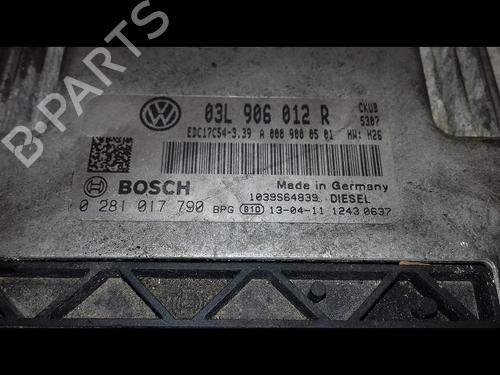 03L 906 012 R CKUB
5307
EDC17C54-3.39 A 000 900 05 01 HW: H26
BOSCH Made in Germany
1039S64839 DIESEL
0 281 017 790 BPG 810 13-04-11 1243 0637
B-PARTS